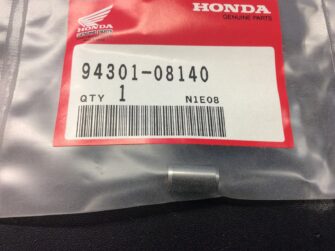 HONDA
GENUINE PARTS
HONDA
94301-08140
QTY 1 N1E08